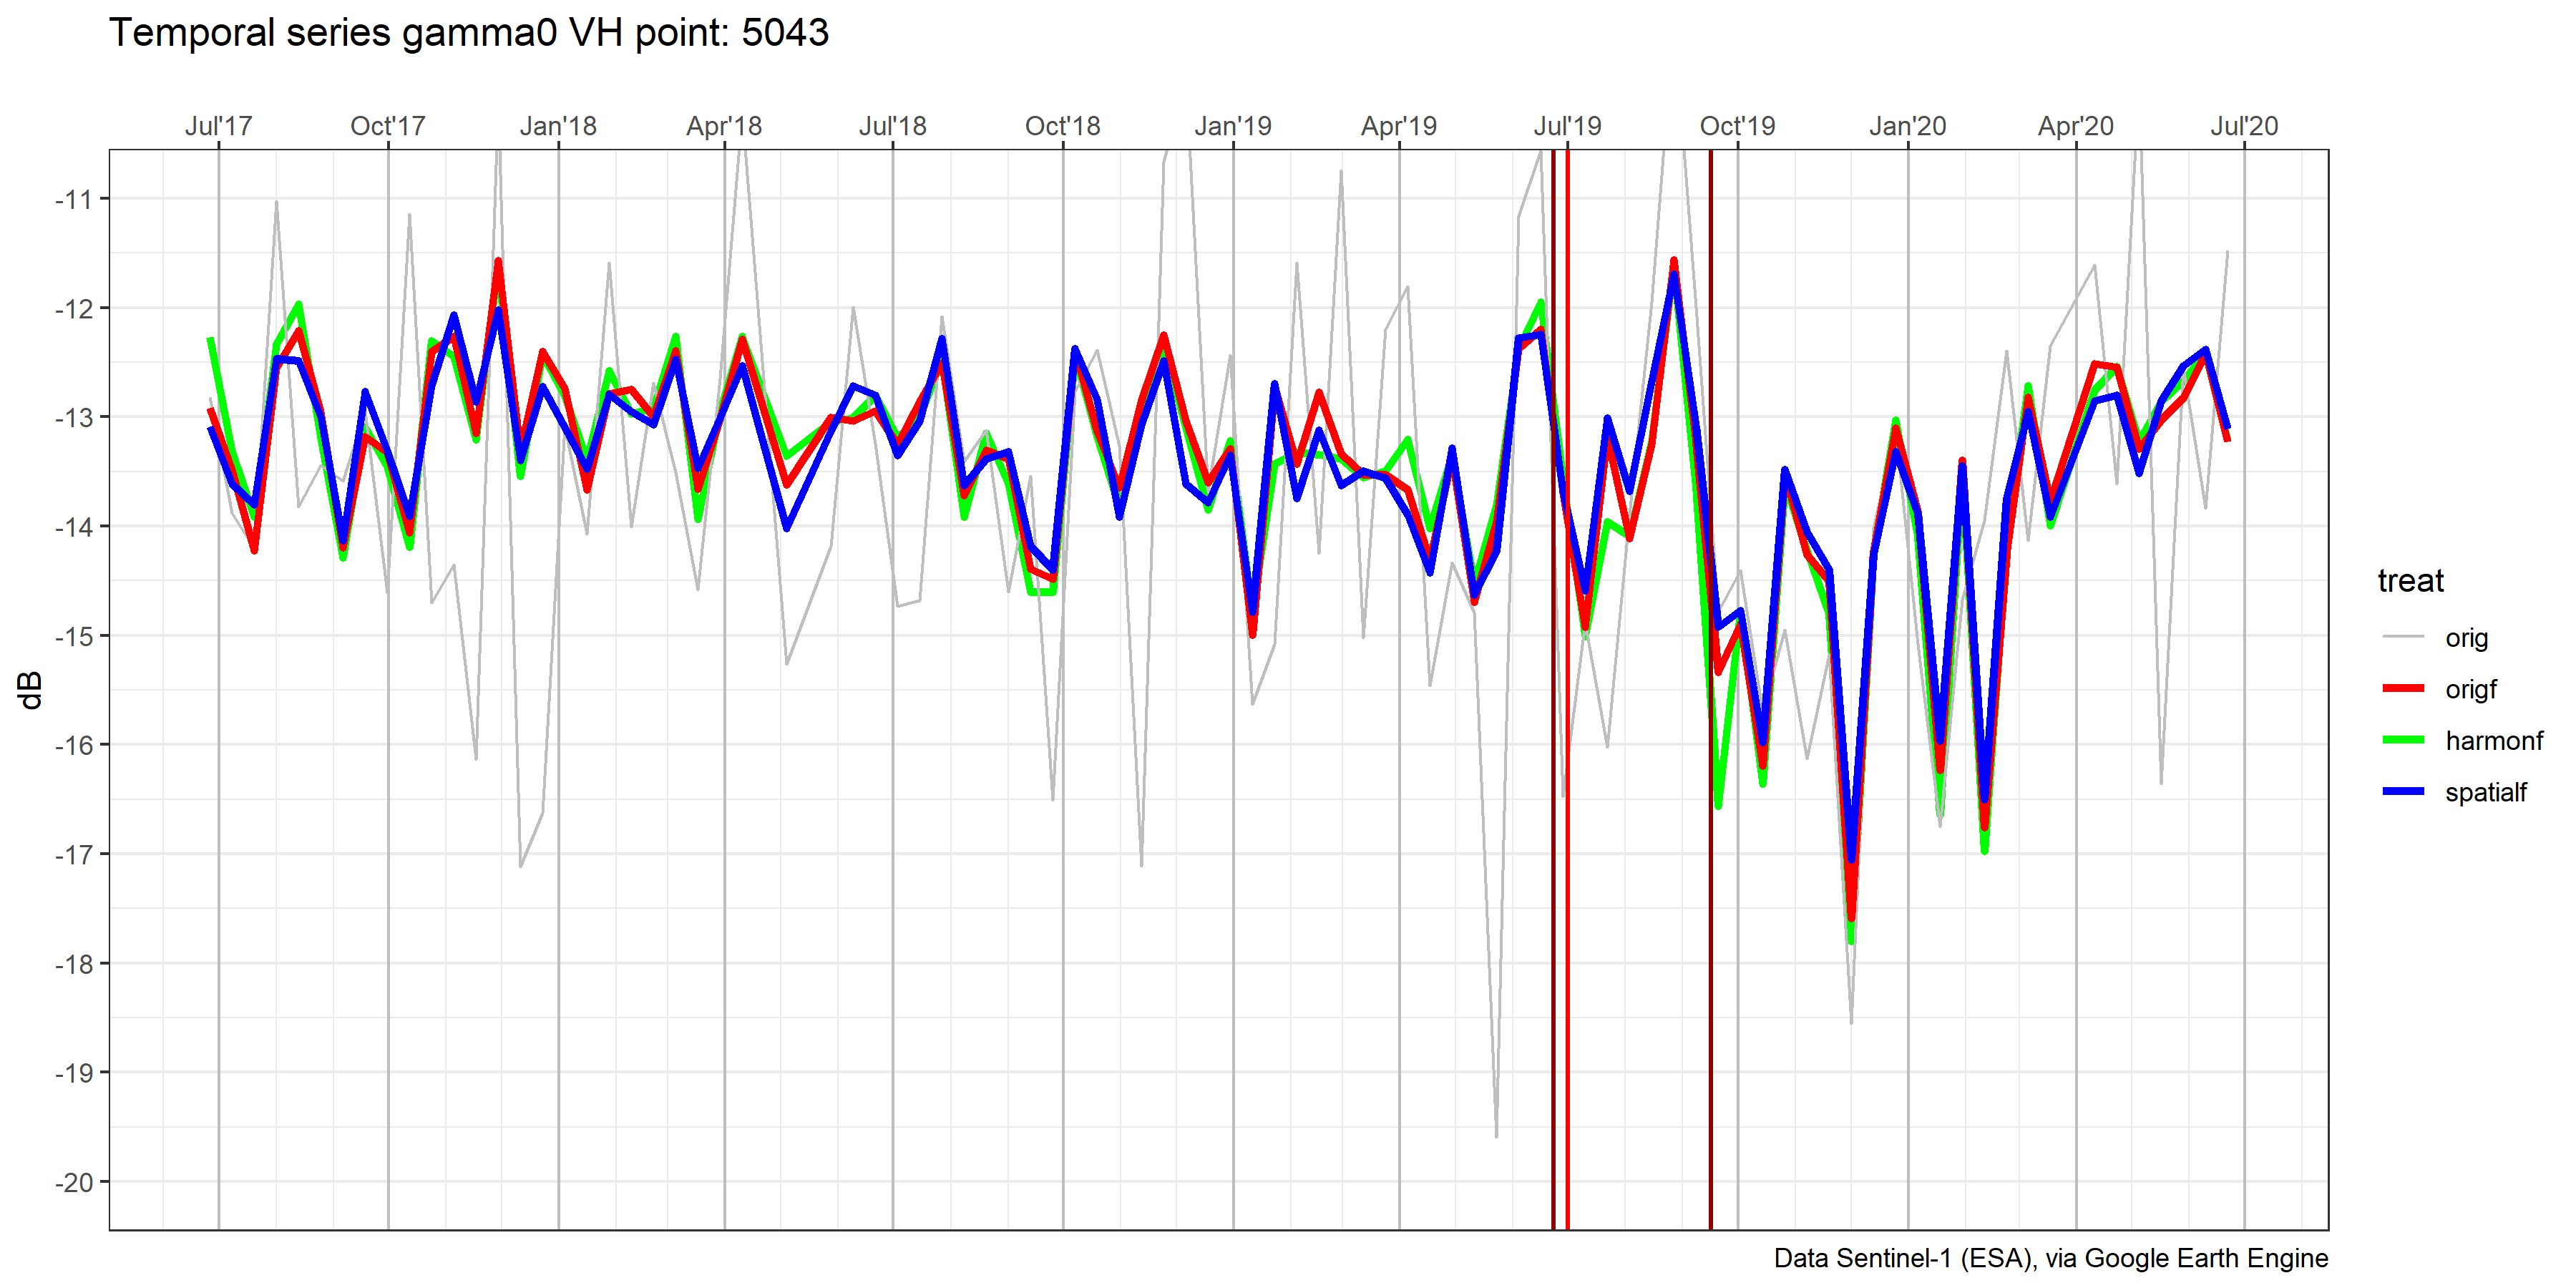 Temporal series gamma0 VH point: 5043
Jul'17 Oct'17 Jan'18 Apr'18 Jul'18 Oct'18 Jan'19 Apr'19 Jul'19 Oct'19 Jan'20 Apr'20 Jul'20
-11
-12
-13
-14
-15
-16
-17
-18
-19
-20
dB
treat
orig
origf
harmonf
spatialf
Data Sentinel-1 (ESA), via Google Earth Engine